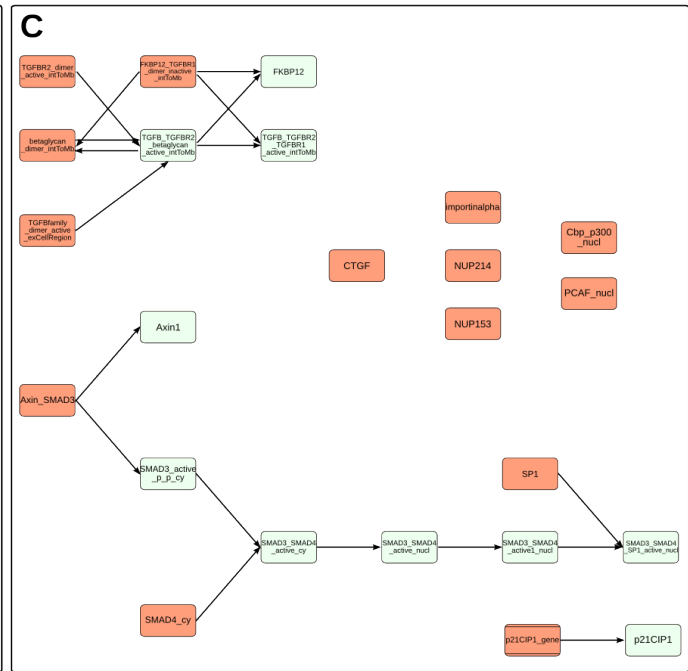 C
TGFBR2_dimer
_active_intToMb
FKBP12_TGFBR1
_dimer_inactive
_intToMb
FKBP12
betaglycan
_dimer_intToMb
TGFB_TGFBR2
_betaglycan
_active_intToMb
TGFB_TGFBR2
_TGFBR1
_active_intToMb
TGFBfamily
_dimer_active
_exCellRegion
importinalpha
Cbp_p300
_nucl
CTGF
NUP214
PCAF_nucl
NUP153
Axin1
Axin_SMAD3
SMAD3_active
_p_p_cy
SP1
SMAD3_SMAD4
_active_cy
SMAD3_SMAD4
_active_nucl
SMAD3_SMAD4
_active1_nucl
SMAD3_SMAD4
_SP1_active_nucl
SMAD4_cy
p21CIP1_gene
p21CIP1